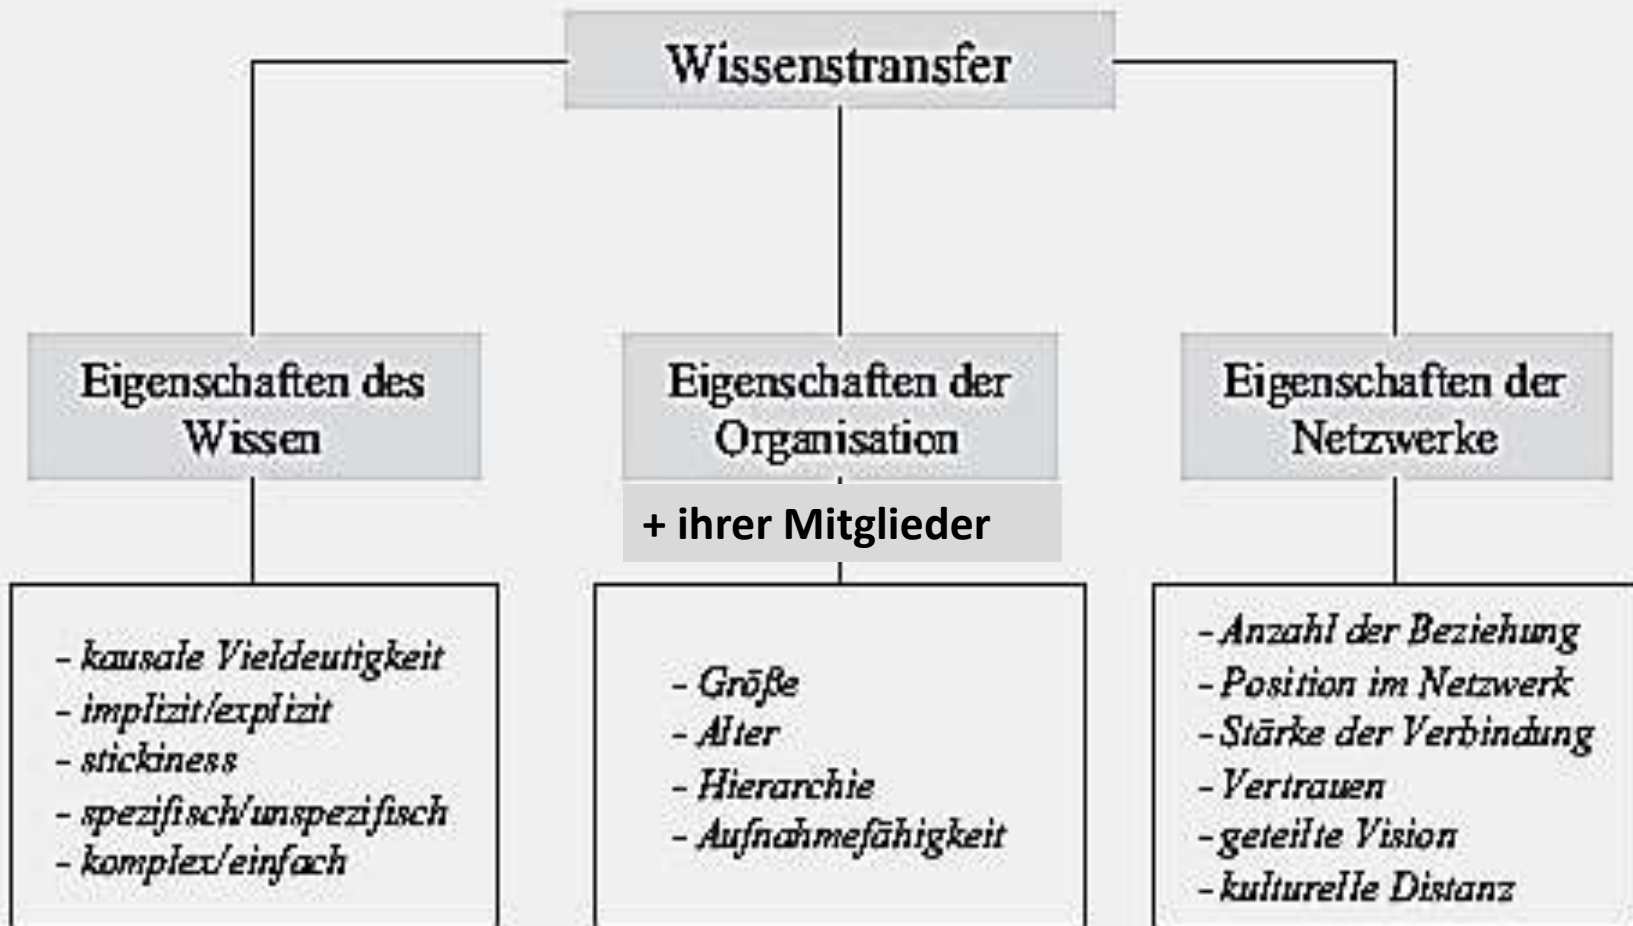 Wissenstransfer
Eigenschaften des
Wissen
- kausale Vieldeutigkeit
- implizit/explizit
- stickiness
- spezifisch/unspezifisch
- komplex/einfach
Eigenschaften der
Organisation
+ ihrer Mitglieder
- Größe
- Alter
- Hierarchie
- Aufnahmefähigkeit
Eigenschaften der
Netzwerke
- Anzahl der Beziehung
- Position im Netzwerk
- Stärke der Verbindung
- Vertrauen
- geteilte Vision
- kulturelle Distanz